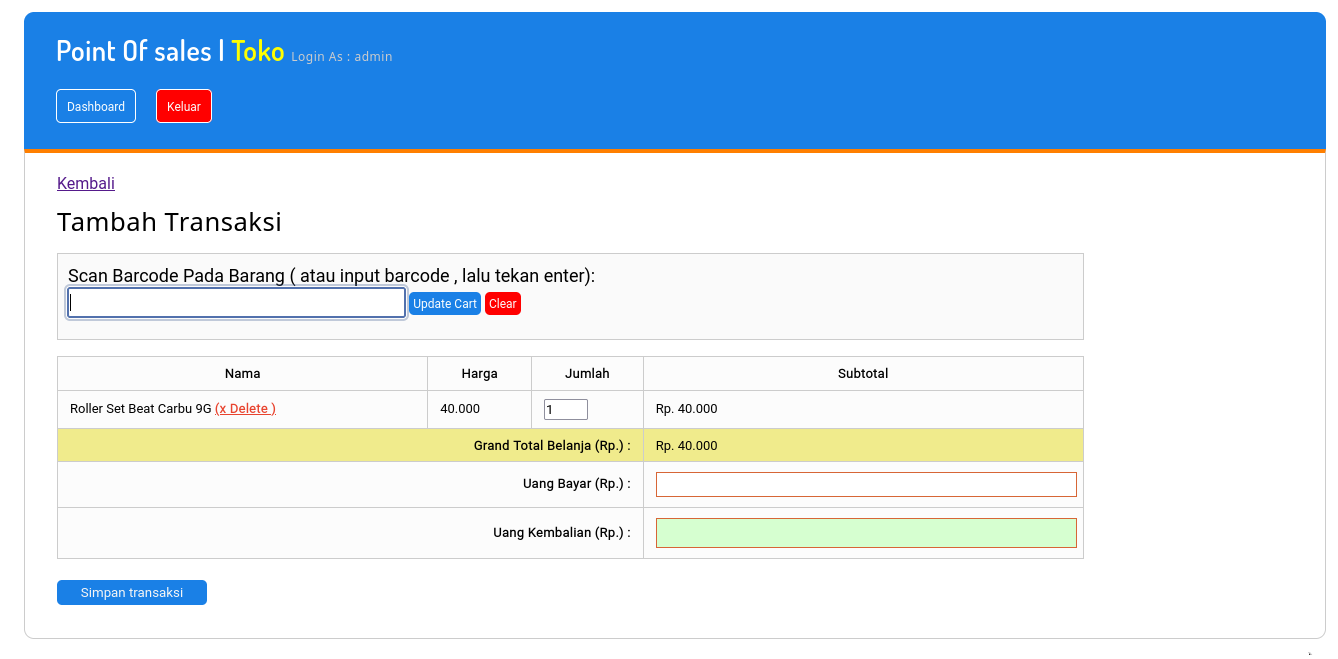 Point Of sales | Toko Login As : admin
Dashboard Keluar
Kembali
Tambah Transaksi
Scan Barcode Pada Barang ( atau input barcode , lalu tekan enter):
Update Cart Clear
Nama Harga Jumlah Subtotal
Roller Set Beat Carbu 9G (x Delete ) 40.000 1 Rp. 40.000
Grand Total Belanja (Rp.) : Rp. 40.000
Uang Bayar (Rp.) :
Uang Kembalian (Rp.) :
Simpan transaksi